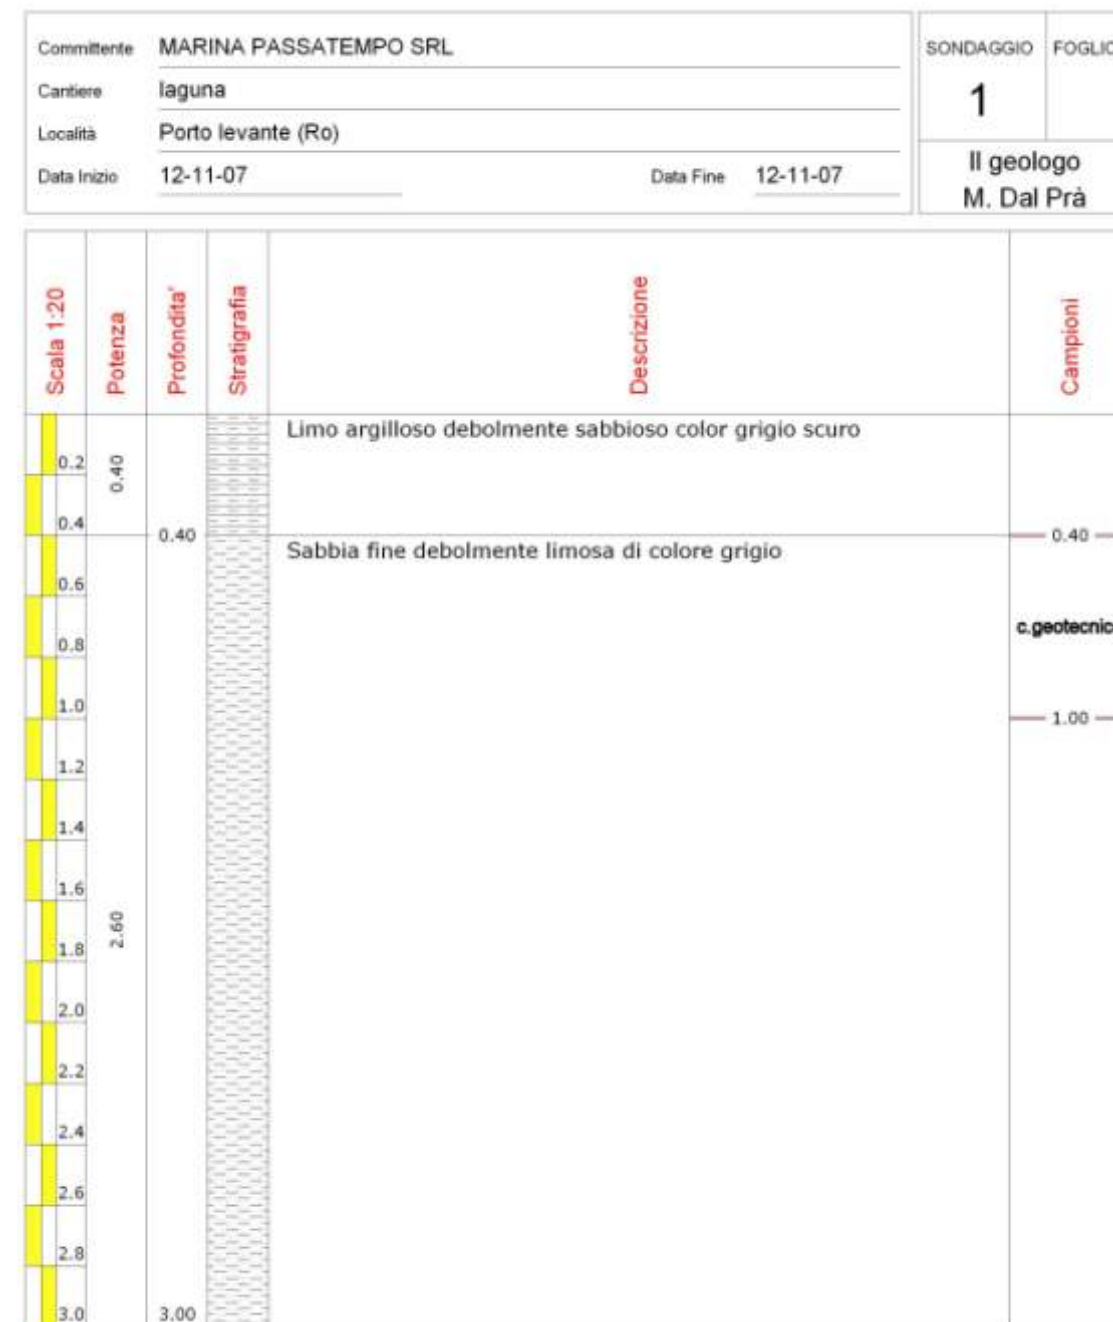 Committente MARINA PASSATEMPO SRL
Cantiere laguna
Località Porto levante (Ro)
Data Inizio 12-11-07 Data Fine 12-11-07
SONDAGGIO FOGLIO
1
Il geologo
M. Dal Prà
Scala 1:20 Potenza Profondita' Stratigrafia Descrizione Campioni
Limo argilloso debolmente sabbioso color grigio scuro
0.2
0.40
0.4
0.40 0.40
Sabbia fine debolmente limosa di colore grigio
0.6
c.geotecnico
0.8
1.0
1.00
1.2
1.4
1.6
2.60
1.8
2.0
2.2
2.4
2.6
2.8
3.0 3.00